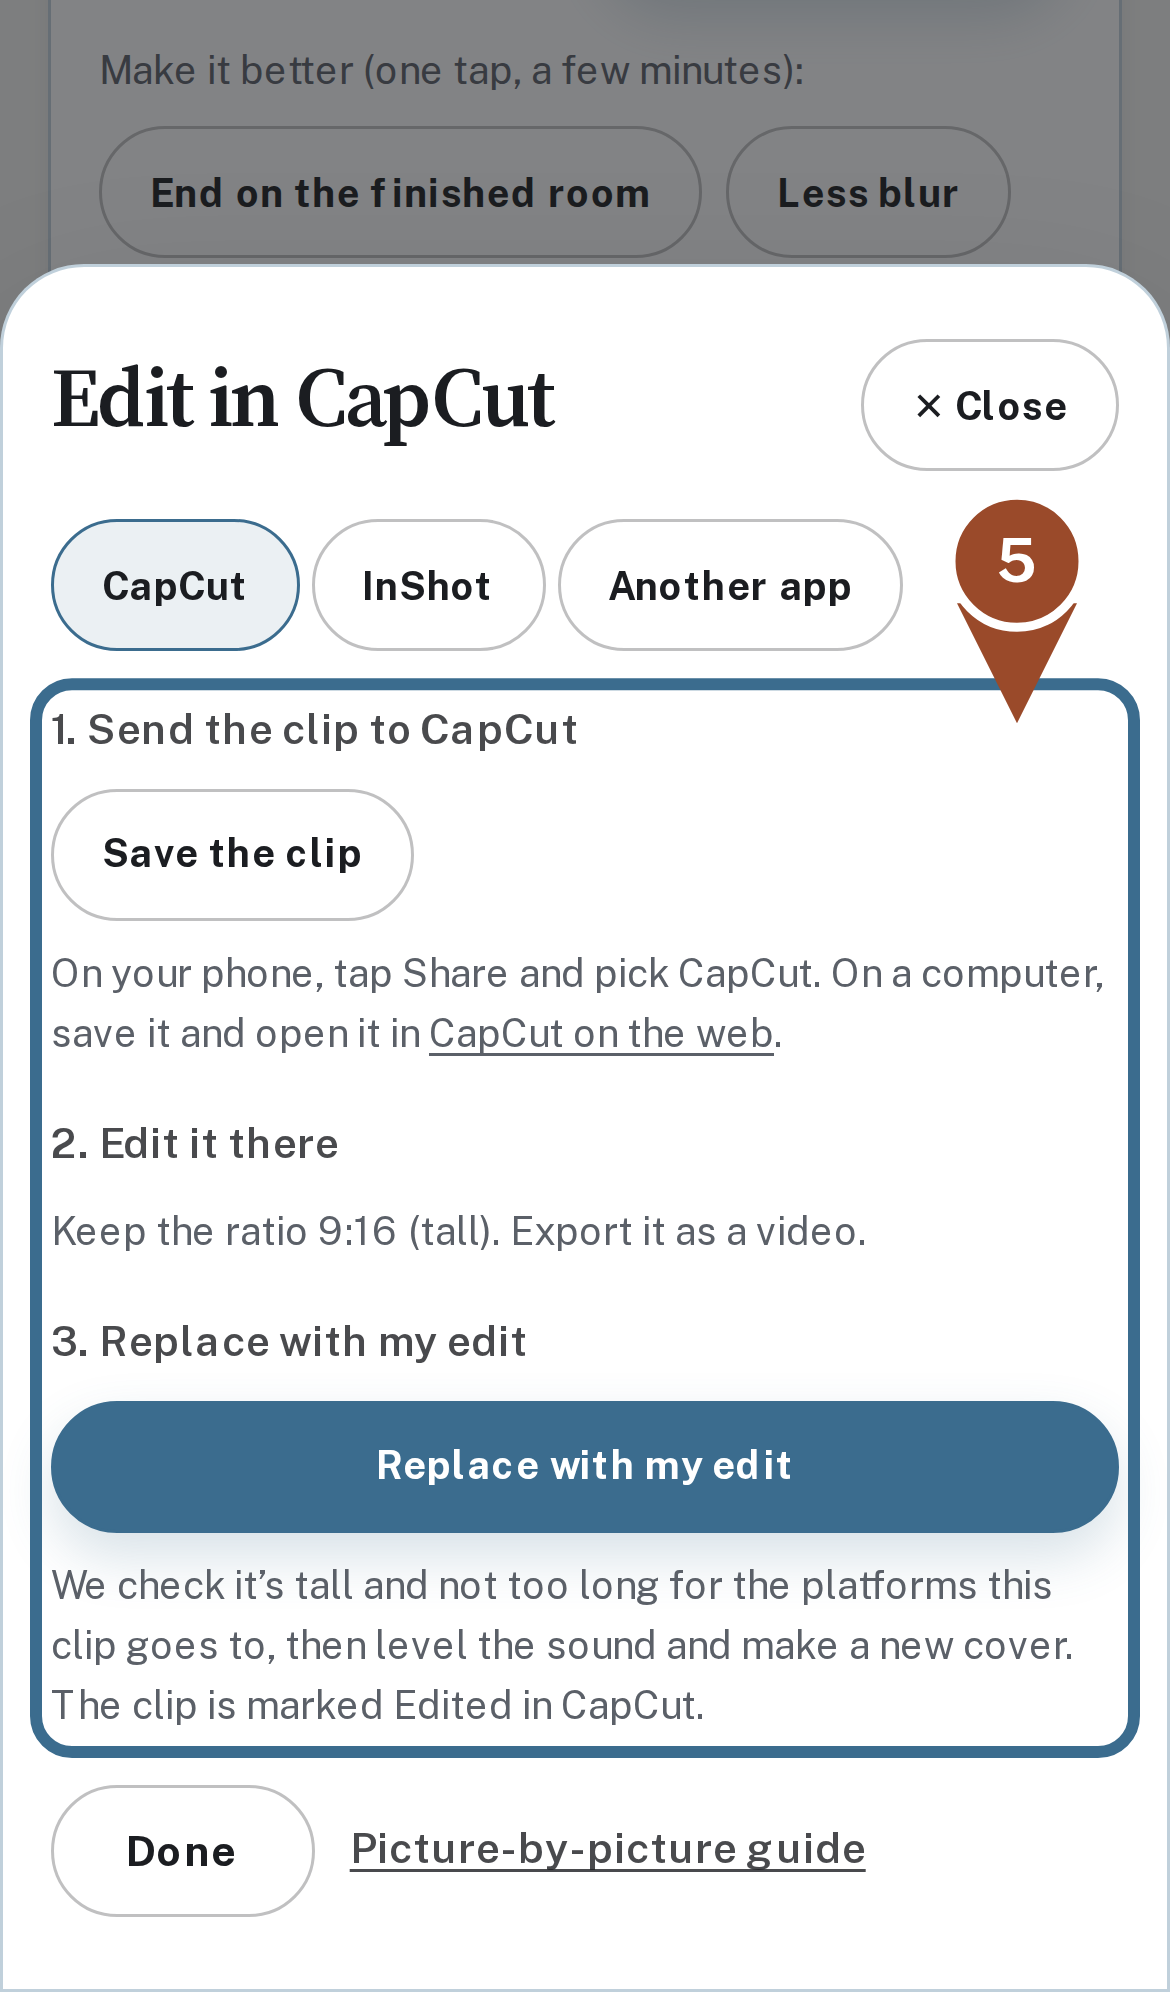 Make it better (one tap, a few minutes):
End on the finished room
Less blur
Edit in CapCut
× Close
CapCut
InShot
Another app
5
1. Send the clip to CapCut
Save the clip
On your phone, tap Share and pick CapCut. On a computer,
save it and open it in CapCut on the web.
2. Edit it there
Keep the ratio 9:16 (tall). Export it as a video.
3. Replace with my edit
Replace with my edit
We check it’s tall and not too long for the platforms this
clip goes to, then level the sound and make a new cover.
The clip is marked Edited in CapCut.
Done
Picture-by-picture guide